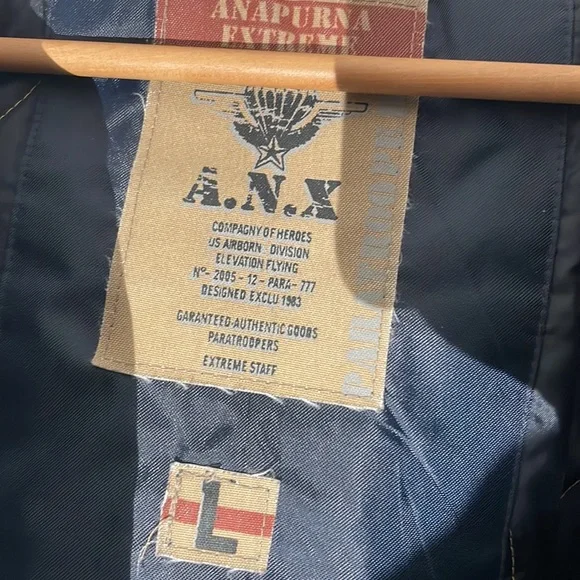 ANAPURNA
EXTREME
A.N.X
COMPAGNY OF HEROES
US AIRBORN DIVISION
ELEVATION FLYING
N°- 2005 - 12 - PARA - 777
DESIGNED EXCLU 1983
GARANTEED-AUTHENTIC GOODS
PARATROOPERS
EXTREME STAFF
L